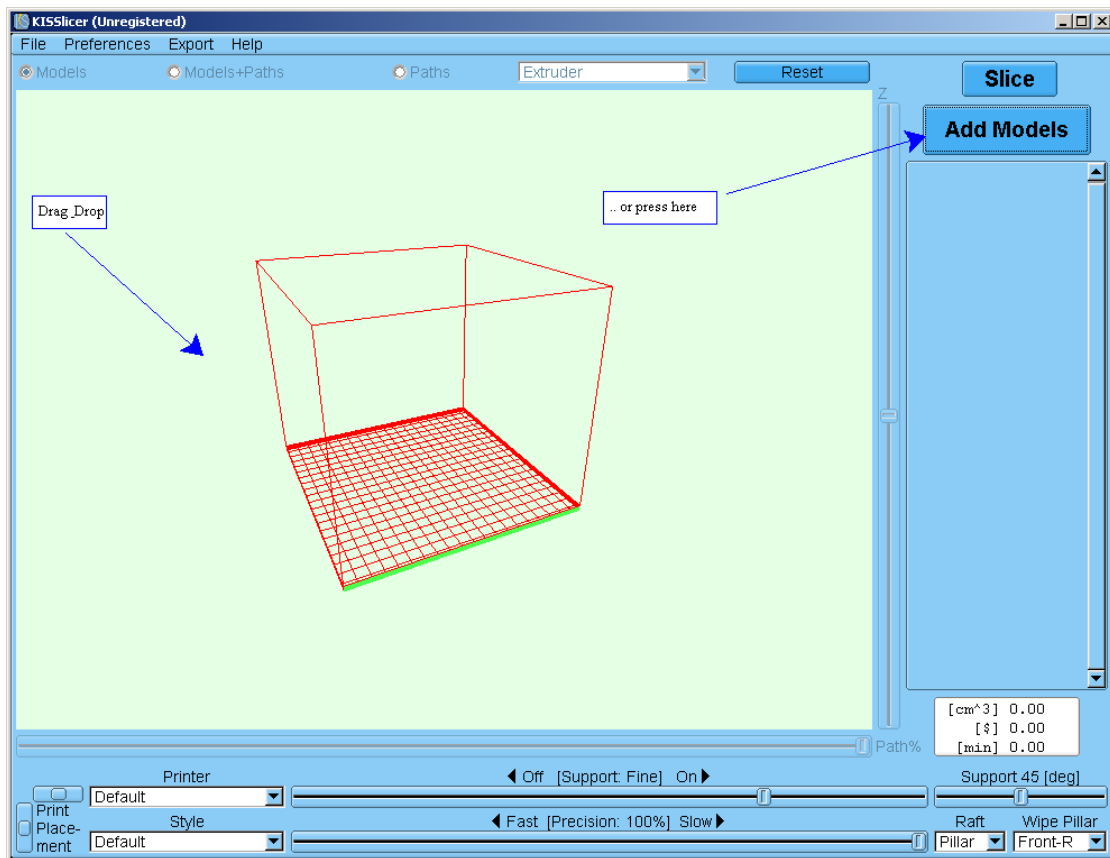 KISSlicer (Unregistered)
File Preferences Export Help
Models Models+Paths Paths Extruder Reset Slice
Z
Add Models
Drag_Drop
.. or press here
[cm^3] 0.00
[$] 0.00
[min] 0.00
Path%
Printer Off [Support: Fine] On Support 45 [deg]
Default
Print Place-ment
Style Fast [Precision: 100%] Slow Raft Wipe Pillar
Default Pillar Front-R